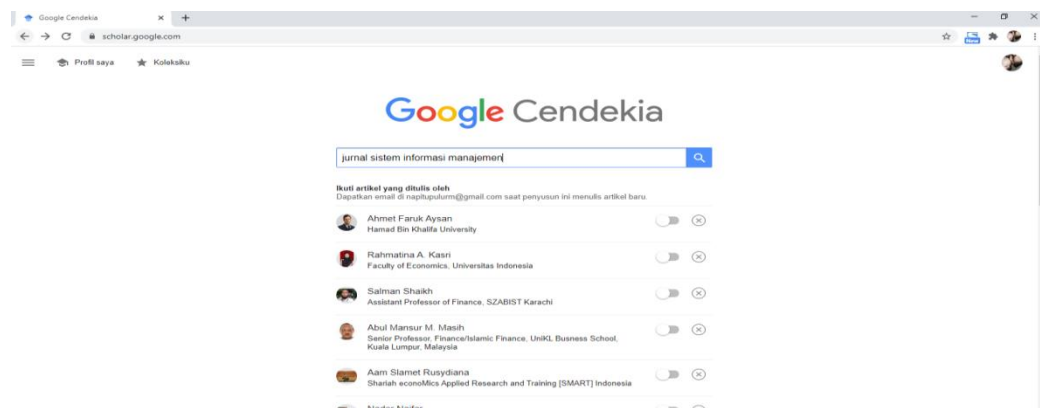 Google Cendekia
scholar.google.com
New
Profil saya
Koleksiku
Google Cendekia
jurnal sistem informasi manajemen
Ikuti artikel yang ditulis oleh
Dapatkan email di napitupulurm@gmail.com saat penyusun ini menulis artikel baru.
Ahmet Faruk Aysan
Hamad Bin Khalifa University
Rahmatina A. Kasri
Faculty of Economics, Universitas Indonesia
Salman Shaikh
Assistant Professor of Finance, SZABIST Karachi
Abul Mansur M. Masih
Senior Professor, Finance/Islamic Finance, UniKL Busness School,
Kuala Lumpur, Malaysia
Aam Slamet Rusydiana
Shariah econoMics Applied Research and Training [SMART] Indonesia